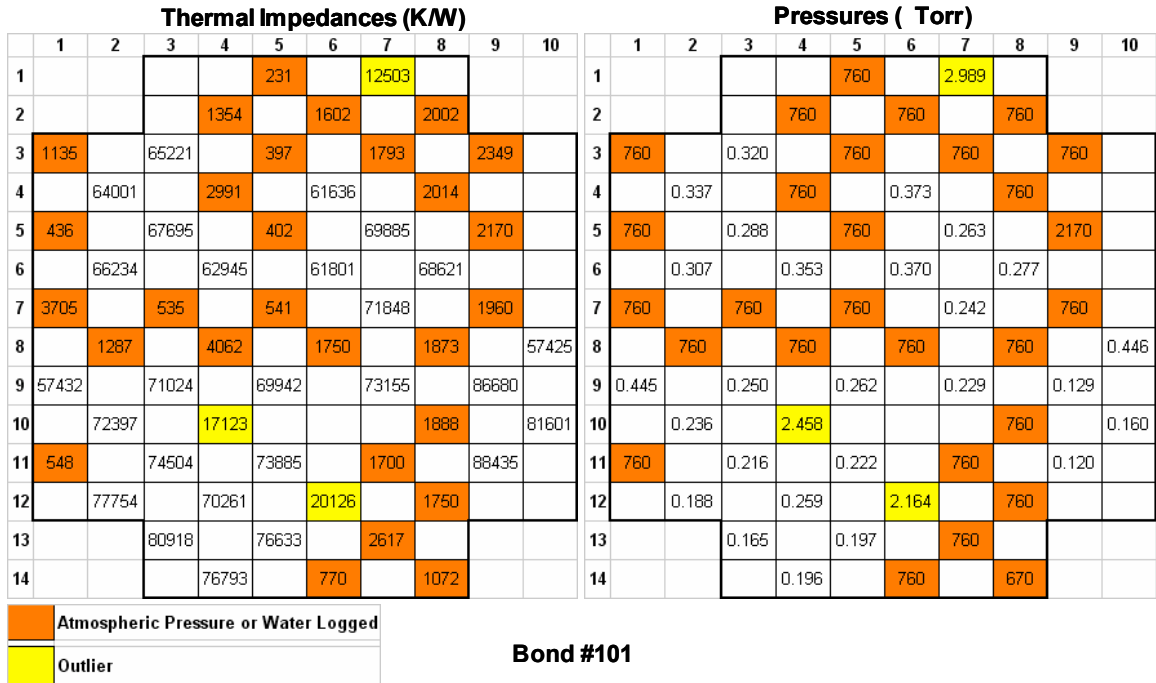 Thermal Impedances (K/W) Pressures ( Torr)
1 2 3 4 5 6 7 8 9 10 1 2 3 4 5 6 7 8 9 10
1 231 12503 1 760 2.989
2 1354 1602 2002 2 760 760 760
3 1135 65221 397 1793 2349 3 760 0.320 760 760 760
4 64001 2991 61636 2014 4 0.337 760 0.373 760
5 436 67695 402 69885 2170 5 760 0.288 760 0.263 2170
6 66234 62945 61801 68621 6 0.307 0.353 0.370 0.277
7 3705 535 541 71848 1960 7 760 760 760 0.242 760
8 1287 4062 1750 1873 57425 8 760 760 760 760 0.446
9 57432 71024 69942 73155 86680 9 0.445 0.250 0.262 0.229 0.129
10 72397 17123 1888 81601 10 0.236 2.458 760 0.160
11 548 74504 73885 1700 88435 11 760 0.216 0.222 760 0.120
12 77754 70261 20126 1750 12 0.188 0.259 2.164 760
13 80918 76633 2617 13 0.165 0.197 760
14 76793 770 1072 14 0.196 760 670
Atmospheric Pressure or Water Logged
Outlier
Bond #101